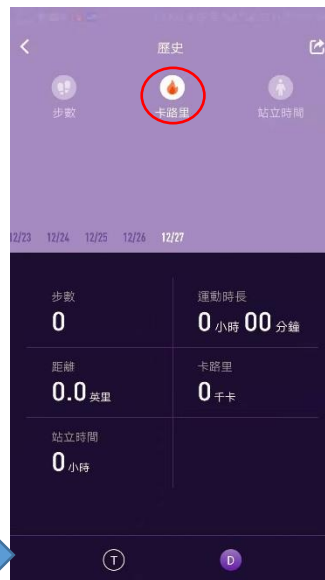 歷史
步數
卡路里
站立時間
12/23 12/24 12/25 12/26 12/27
步數
0
運動時長
0 小時 00 分鐘
距離
0.0 英里
卡路里
0 千卡
站立時間
0 小時
T
D